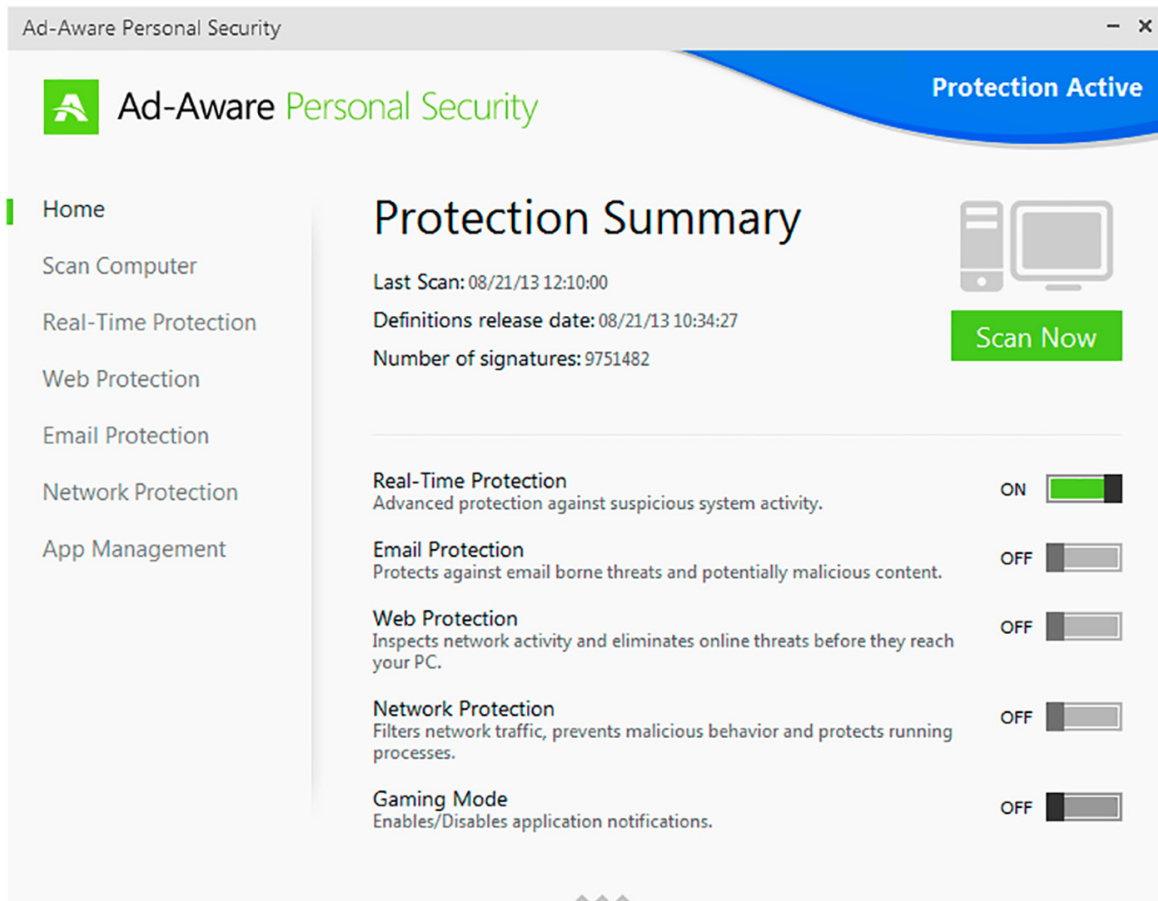 Ad-Aware Personal Security
Protection Active
Ad-Aware Personal Security
Home
Scan Computer
Real-Time Protection
Web Protection
Email Protection
Network Protection
App Management
Protection Summary
Last Scan: 08/21/13 12:10:00
Definitions release date: 08/21/13 10:34:27
Number of signatures: 9751482
Scan Now
Real-Time Protection
Advanced protection against suspicious system activity.
ON
Email Protection
Protects against email borne threats and potentially malicious content.
OFF
Web Protection
Inspects network activity and eliminates online threats before they reach
your PC.
OFF
Network Protection
Filters network traffic, prevents malicious behavior and protects running
processes.
OFF
Gaming Mode
Enables/Disables application notifications.
OFF